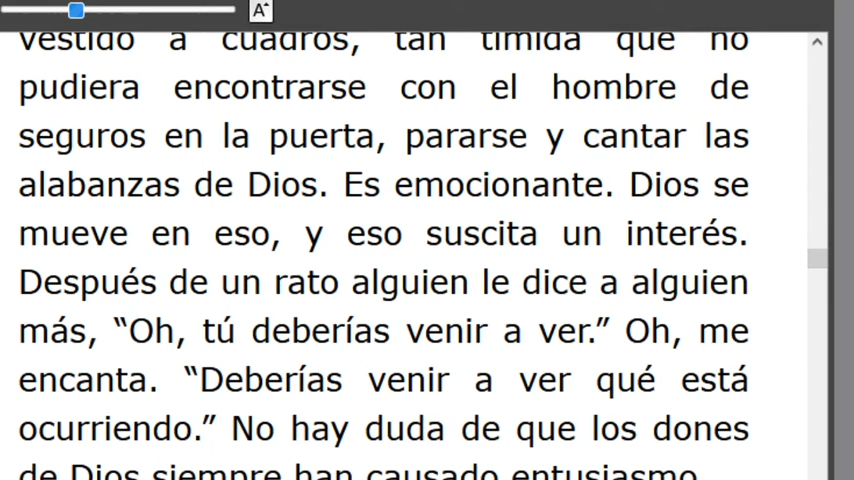 A
vestido a cuadros, tan tímida que no
pudiera encontrarse con el hombre de
seguros en la puerta, pararse y cantar las
alabanzas de Dios. Es emocionante. Dios se
mueve en eso, y eso suscita un interés.
Después de un rato alguien le dice a alguien
más, “Oh, tú deberías venir a ver.” Oh, me
encanta. “Deberías venir a ver qué está
ocurriendo.” No hay duda de que los dones
de Dios siempre han causado entusiasmo.